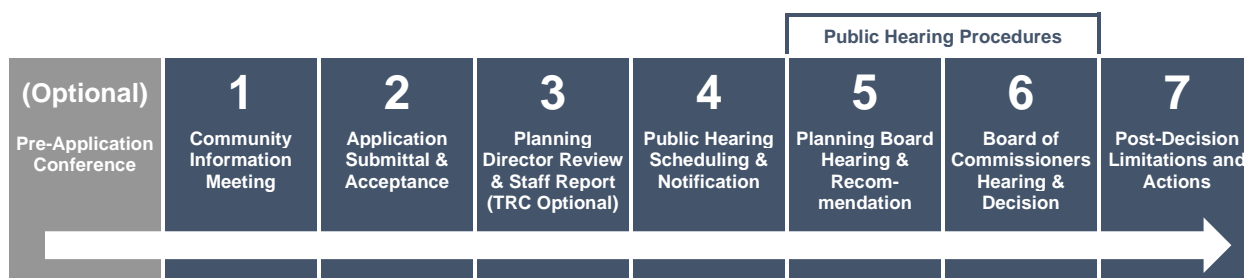 Public Hearing Procedures
(Optional)
Pre-Application
Conference
1
Community
Information
Meeting
2
Application
Submittal &
Acceptance
3
Planning
Director Review
& Staff Report
(TRC Optional)
4
Public Hearing
Scheduling &
Notification
5
Planning Board
Hearing &
Recom-
mendation
6
Board of
Commissioners
Hearing &
Decision
7
Post-Decision
Limitations and
Actions